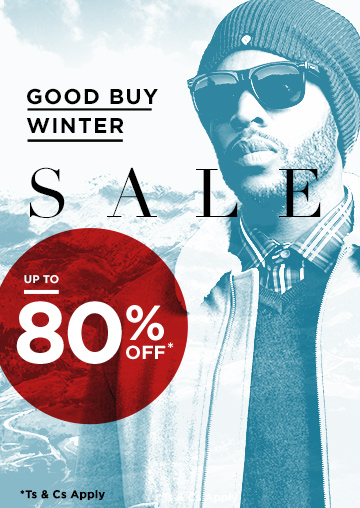 GOOD BUY
WINTER
SALE
UP TO
80%
OFF*
*Ts & Cs Apply